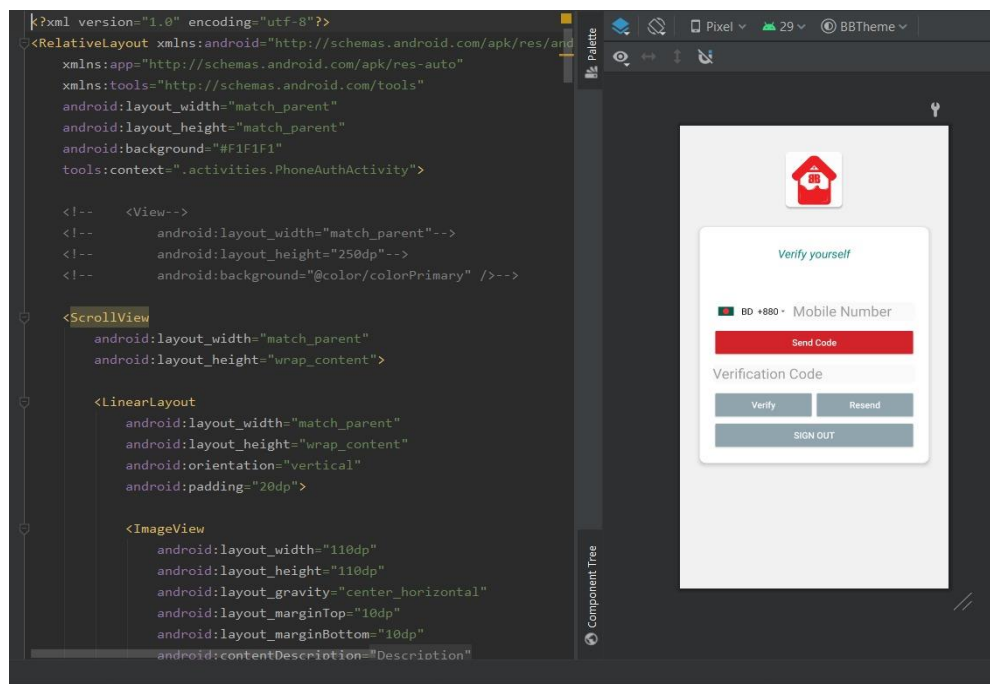 <?xml version="1.0" encoding="utf-8"?>
<RelativeLayout xmlns:android="http://schemas.android.com/apk/res/and
xmlns:app="http://schemas.android.com/apk/res-auto"
xmlns:tools="http://schemas.android.com/tools"
android:layout_width="match_parent"
android:layout_height="match_parent"
android:background="#F1F1F1"
tools:context=".activities.PhoneAuthActivity">
<!--    <View-->
<!--        android:layout_width="match_parent"-->
<!--        android:layout_height="250dp"-->
<!--        android:background="@color/colorPrimary" />-->
<ScrollView
android:layout_width="match_parent"
android:layout_height="wrap_content">
<LinearLayout
android:layout_width="match_parent"
android:layout_height="wrap_content"
android:orientation="vertical"
android:padding="20dp">
<ImageView
android:layout_width="110dp"
android:layout_height="110dp"
android:layout_gravity="center_horizontal"
android:layout_marginTop="10dp"
android:layout_marginBottom="10dp"
android:contentDescription="Description"
Palette
Component Tree
Pixel 29 BBTheme
BB
Verify yourself
BD +880 Mobile Number
Send Code
Verification Code
Verify Resend
SIGN OUT